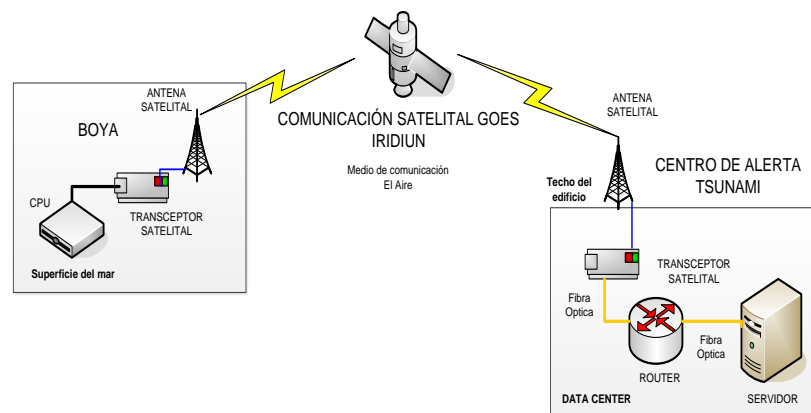 ANTENA
SATELITAL
BOYA
CPU
TRANSCEPTOR
SATELITAL
Superficie del mar
COMUNICACIÓN SATELITAL GOES
IRIDIUN
Medio de comunicación
El Aire
ANTENA
SATELITAL
CENTRO DE ALERTA
TSUNAMI
Techo del
edificio
TRANSCEPTOR
SATELITAL
Fibra
Optica
ROUTER
Fibra
Optica
SERVIDOR
DATA CENTER